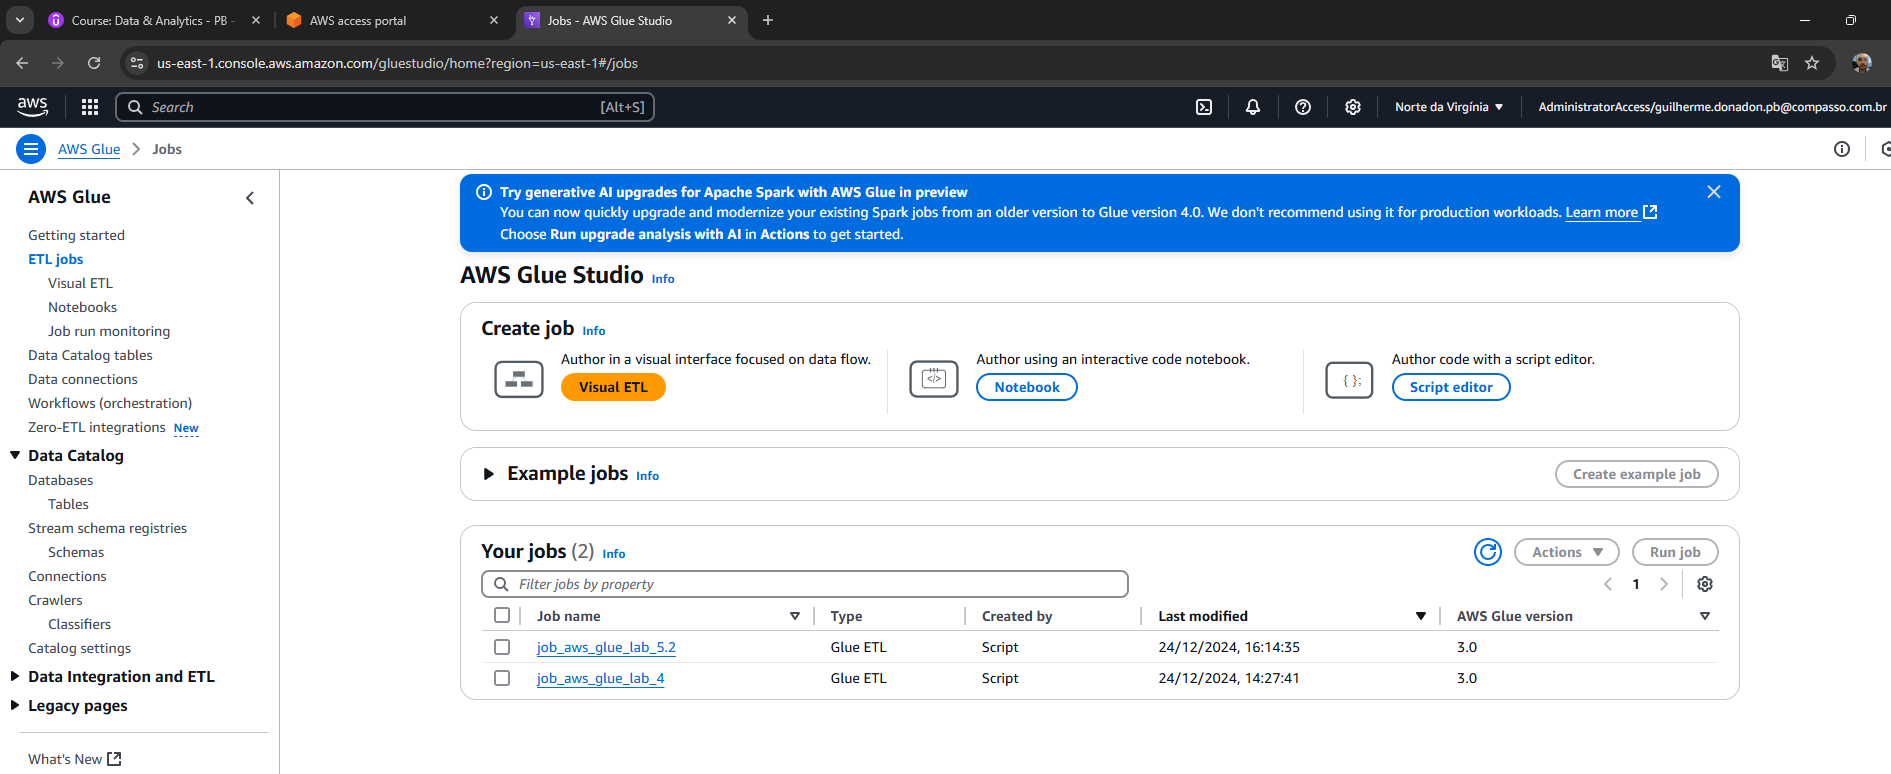 Course: Data & Analytics - PB -
AWS access portal
Jobs - AWS Glue Studio
us-east-1.console.aws.amazon.com/gluestudio/home?region=us-east-1#/jobs
aws
Search
[Alt+S]
Norte da Virgínia
AdministratorAccess/guilherme.donadon.pb@compasso.com.br
AWS Glue
Jobs
AWS Glue
Getting started
ETL jobs
Visual ETL
Notebooks
Job run monitoring
Data Catalog tables
Data connections
Workflows (orchestration)
Zero-ETL integrations New
Data Catalog
Databases
Tables
Stream schema registries
Schemas
Connections
Crawlers
Classifiers
Catalog settings
Data Integration and ETL
Legacy pages
What's New
Try generative AI upgrades for Apache Spark with AWS Glue in preview
You can now quickly upgrade and modernize your existing Spark jobs from an older version to Glue version 4.0. We don't recommend using it for production workloads. Learn more
Choose Run upgrade analysis with AI in Actions to get started.
AWS Glue Studio Info
Create job Info
Author in a visual interface focused on data flow.
Visual ETL
Author using an interactive code notebook.
Notebook
Author code with a script editor.
Script editor
Example jobs Info
Create example job
Your jobs (2) Info
Actions
Run job
Filter jobs by property
1
Job name Type Created by Last modified AWS Glue version
job_aws_glue_lab_5.2 Glue ETL Script 24/12/2024, 16:14:35 3.0
job_aws_glue_lab_4 Glue ETL Script 24/12/2024, 14:27:41 3.0